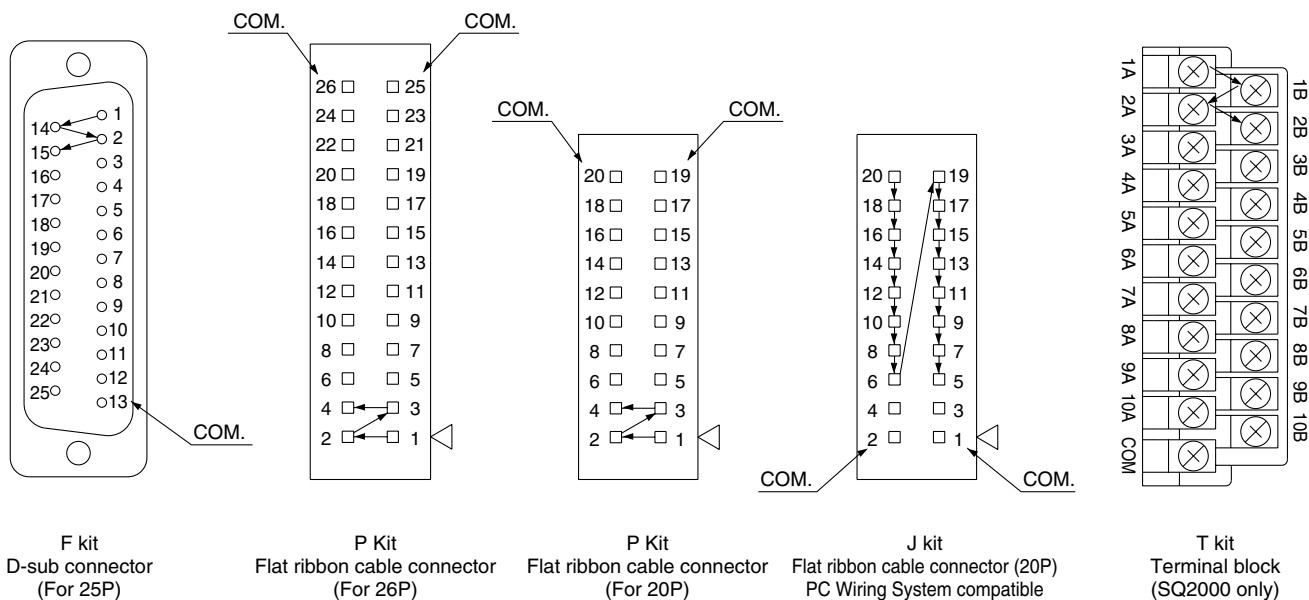 COM.
1
14
2
15
3
16
4
17
5
18
6
19
7
20
8
21
9
22
10
23
11
24
12
25
13
COM.
F kit
D-sub connector
(For 25P)
COM. COM.
26 25
24 23
22 21
20 19
18 17
16 15
14 13
12 11
10 9
8 7
6 5
4 3
2 1
P Kit
Flat ribbon cable connector
(For 26P)
COM. COM.
20 19
18 17
16 15
14 13
12 11
10 9
8 7
6 5
4 3
2 1
P Kit
Flat ribbon cable connector
(For 20P)
20 19
18 17
16 15
14 13
12 11
10 9
8 7
6 5
4 3
2 1
COM. COM.
J kit
Flat ribbon cable connector (20P)
PC Wiring System compatible
1A 1B
2A 2B
3A 3B
4A 4B
5A 5B
6A 6B
7A 7B
8A 8B
9A 9B
10A 10B
COM
T kit
Terminal block
(SQ2000 only)